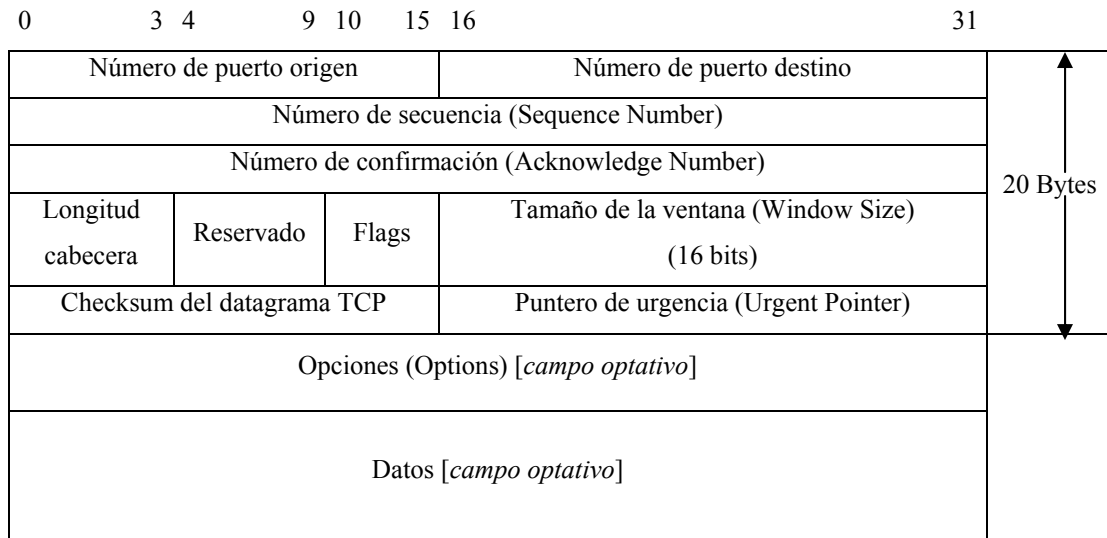 0 3 4 9 10 15 16 31
Número de puerto origen Número de puerto destino
Número de secuencia (Sequence Number)
Número de confirmación (Acknowledge Number)
20 Bytes
Longitud cabecera Reservado Flags Tamaño de la ventana (Window Size)
(16 bits)
Checksum del datagrama TCP Puntero de urgencia (Urgent Pointer)
Opciones (Options) [campo optativo]
Datos [campo optativo]